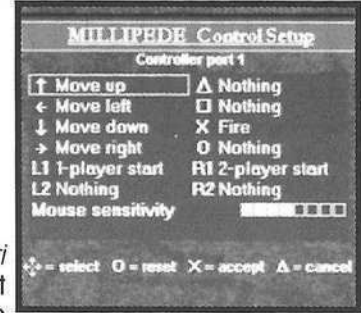 MILLIPEDE Control Setup
Controller port 1
↑ Move up Δ Nothing
← Move left □ Nothing
↓ Move down X Fire
→ Move right O Nothing
L1 1-player start R1 2-player start
L2 Nothing R2 Nothing
Mouse sensitivity
= select O = reset X = accept Δ = cancel